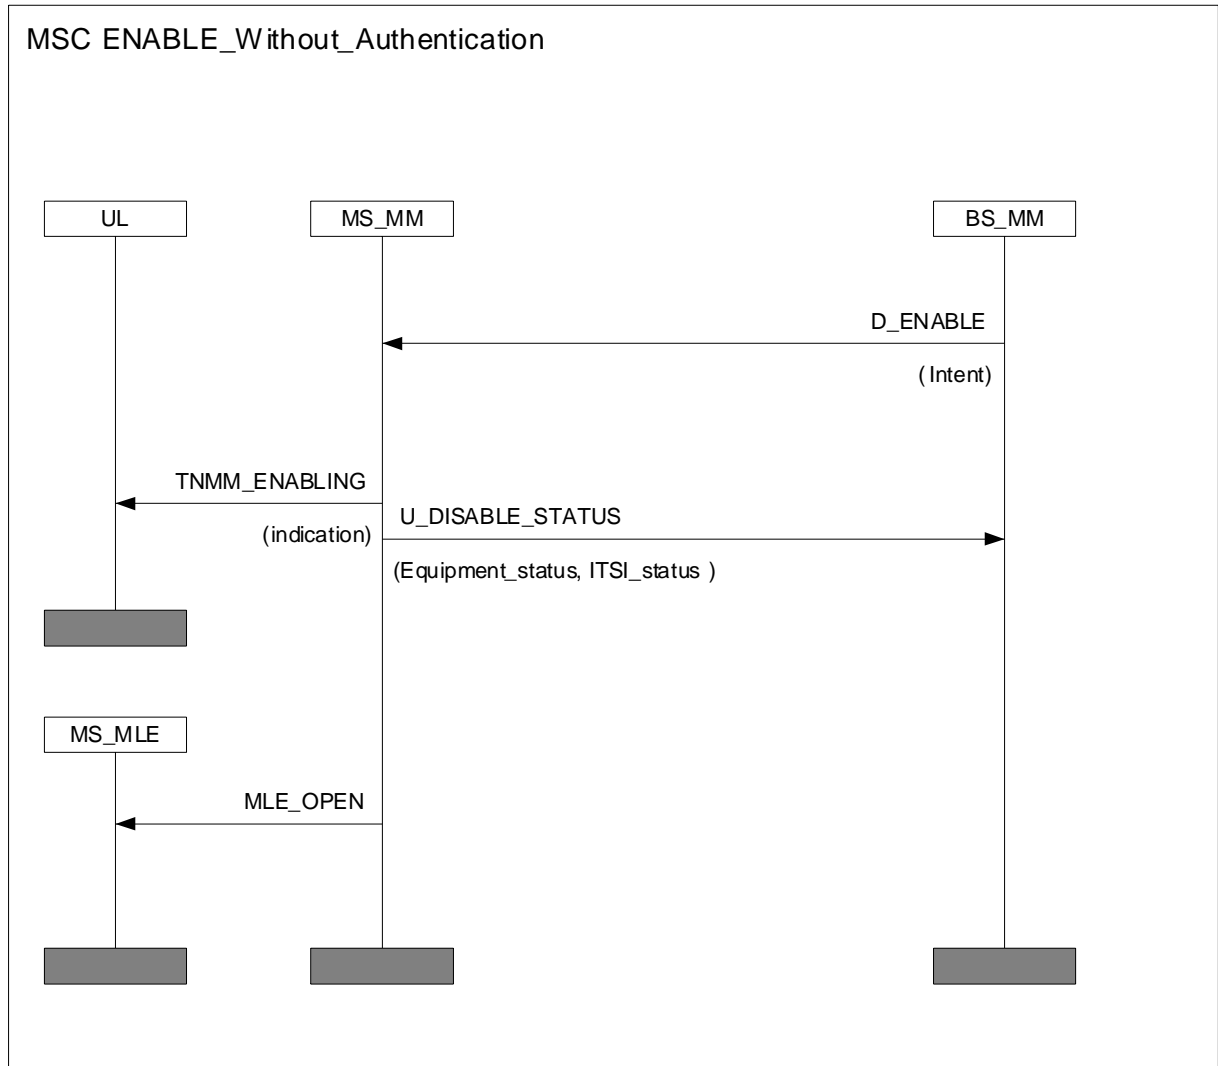 MSC ENABLE_Without_Authentication
UL
MS_MM
BS_MM
D_ENABLE
(Intent)
TNMM_ENABLING
(indication)
U_DISABLE_STATUS
(Equipment_status, ITSI_status )
MS_MLE
MLE_OPEN